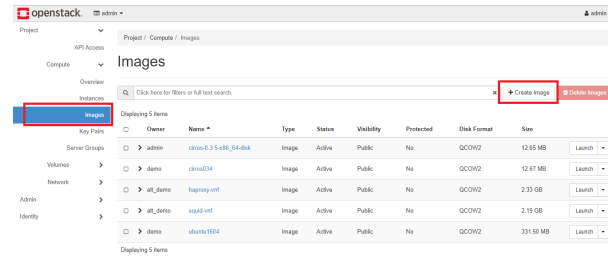 openstack. admin admin
Project
API Access
Compute
Overview
Instances
Images
Key Pairs
Server Groups
Volumes
Network
Admin
Identity
Project / Compute / Images
Images
Click here for filters or full text search. × + Create Image Delete Images
Displaying 5 items
Owner Name Type Status Visibility Protected Disk Format Size
admin cirros-0.3.5-x86_64-disk Image Active Public No QCOW2 12.65 MB Launch
demo cirros034 Image Active Public No QCOW2 12.67 MB Launch
alt_demo haproxy-vnf Image Active Public No QCOW2 2.33 GB Launch
alt_demo squid-vnf Image Active Public No QCOW2 2.19 GB Launch
demo ubuntu1604 Image Active Public No QCOW2 331.50 MB Launch
Displaying 5 items